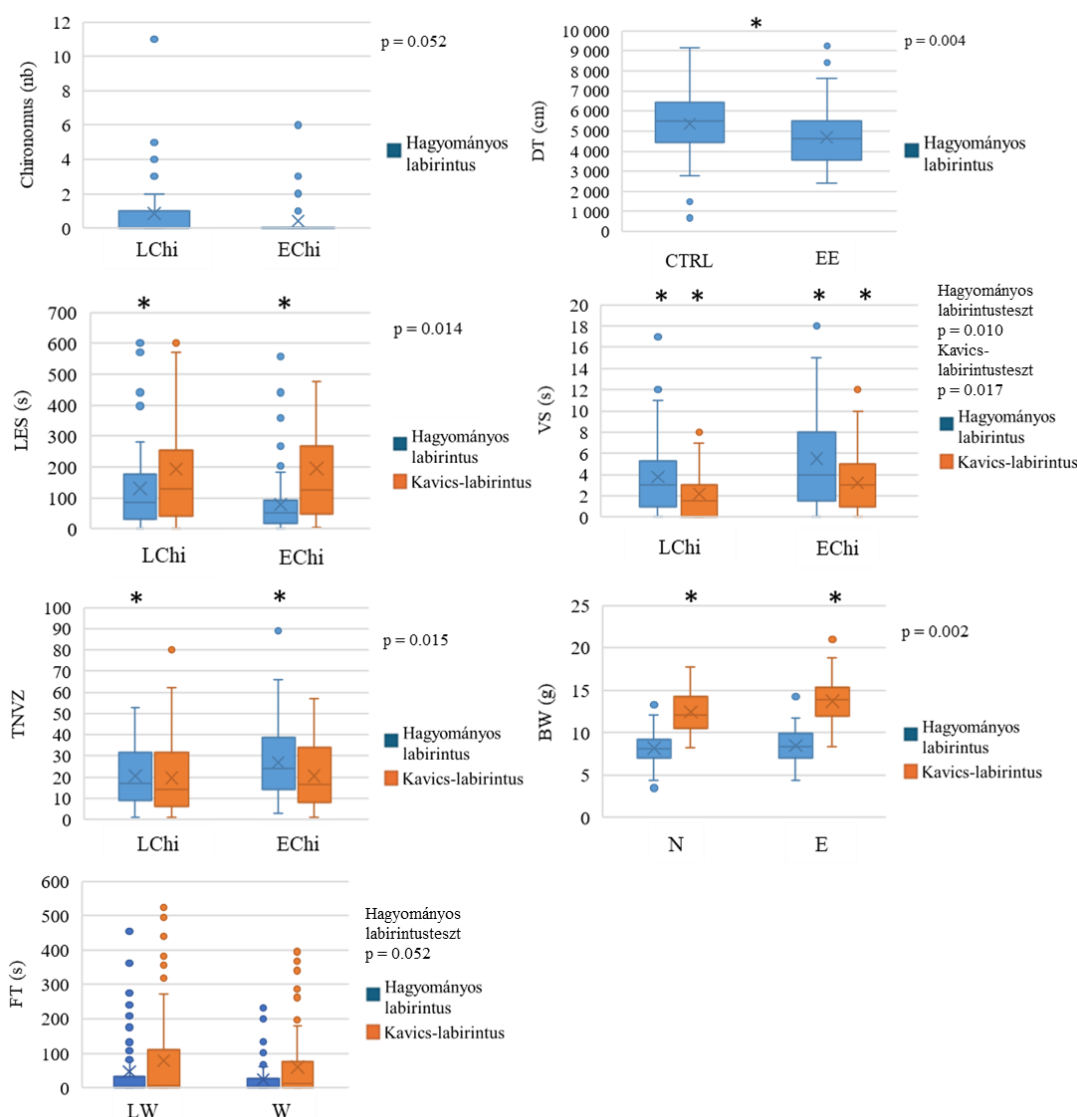 12
10
8
6
4
2
0
Chironomus (nb)
LChi
EChi
p = 0.052
Hagyományos
labirintus
*
10 000
9 000
8 000
7 000
6 000
5 000
4 000
3 000
2 000
1 000
0
DT (cm)
CTRL
EE
p = 0.004
Hagyományos
labirintus
* *
700
600
500
400
300
200
100
0
LES (s)
LChi
EChi
p = 0.014
Hagyományos
labirintus
Kavics-labirintus
* * * *
20
18
16
14
12
10
8
6
4
2
0
VS (s)
LChi
EChi
Hagyományos
labirintusteszt
p = 0.010
Kavics-
labirintusteszt
p = 0.017
Hagyományos
labirintus
Kavics-labirintus
* *
100
90
80
70
60
50
40
30
20
10
0
TNVZ
LChi
EChi
p = 0.015
Hagyományos
labirintus
Kavics-labirintus
* *
25
20
15
10
5
0
BW (g)
N
E
p = 0.002
Hagyományos
labirintus
Kavics-labirintus
600
500
400
300
200
100
0
FT (s)
LW
W
Hagyományos
labirintusteszt
p = 0.052
Hagyományos
labirintus
Kavics-labirintus